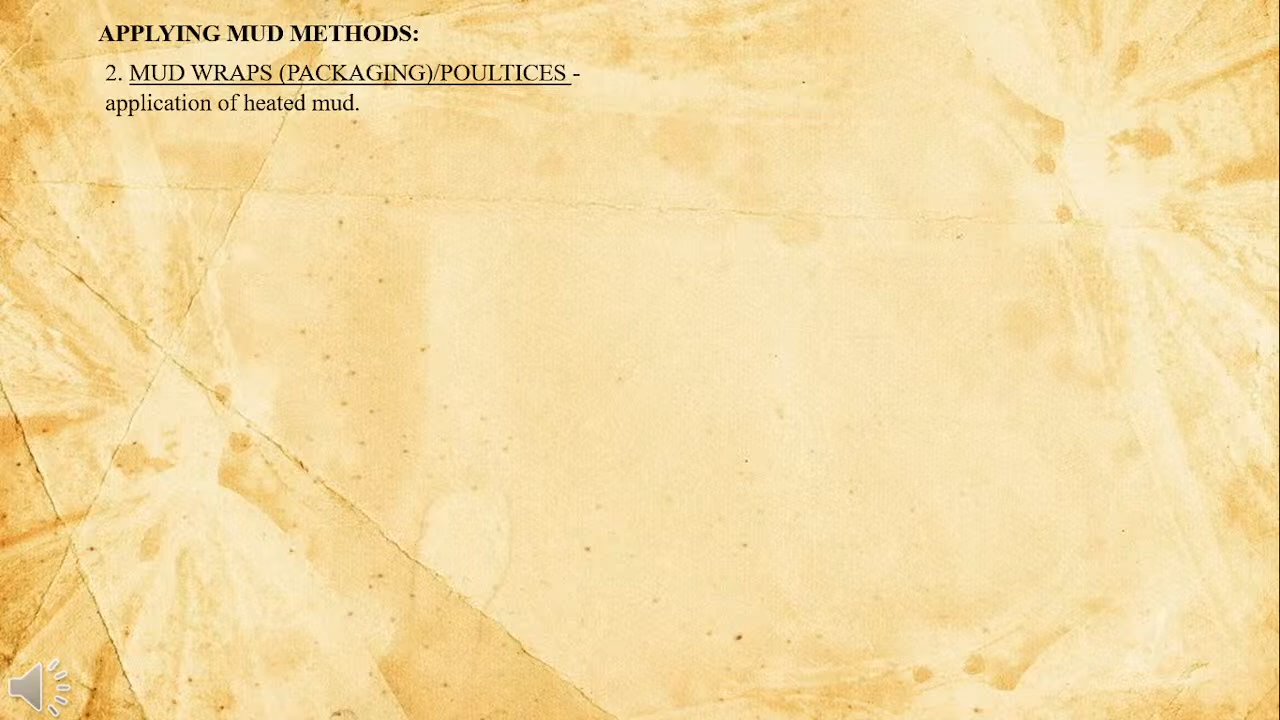 APPLYING MUD METHODS:
2. MUD WRAPS (PACKAGING)/POULTICES -
application of heated mud.